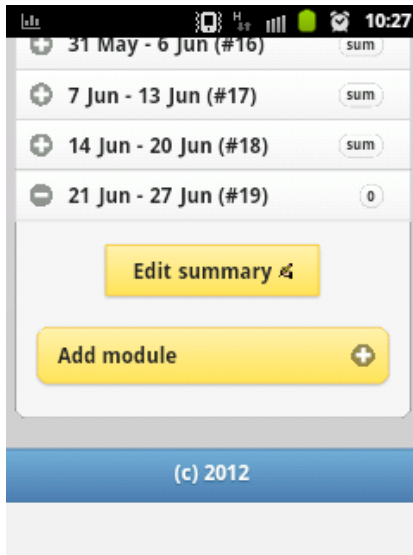 H 10:27
31 May - 6 Jun (#16) sum
7 Jun - 13 Jun (#17) sum
14 Jun - 20 Jun (#18) sum
21 Jun - 27 Jun (#19) 0
Edit summary
Add module
(c) 2012